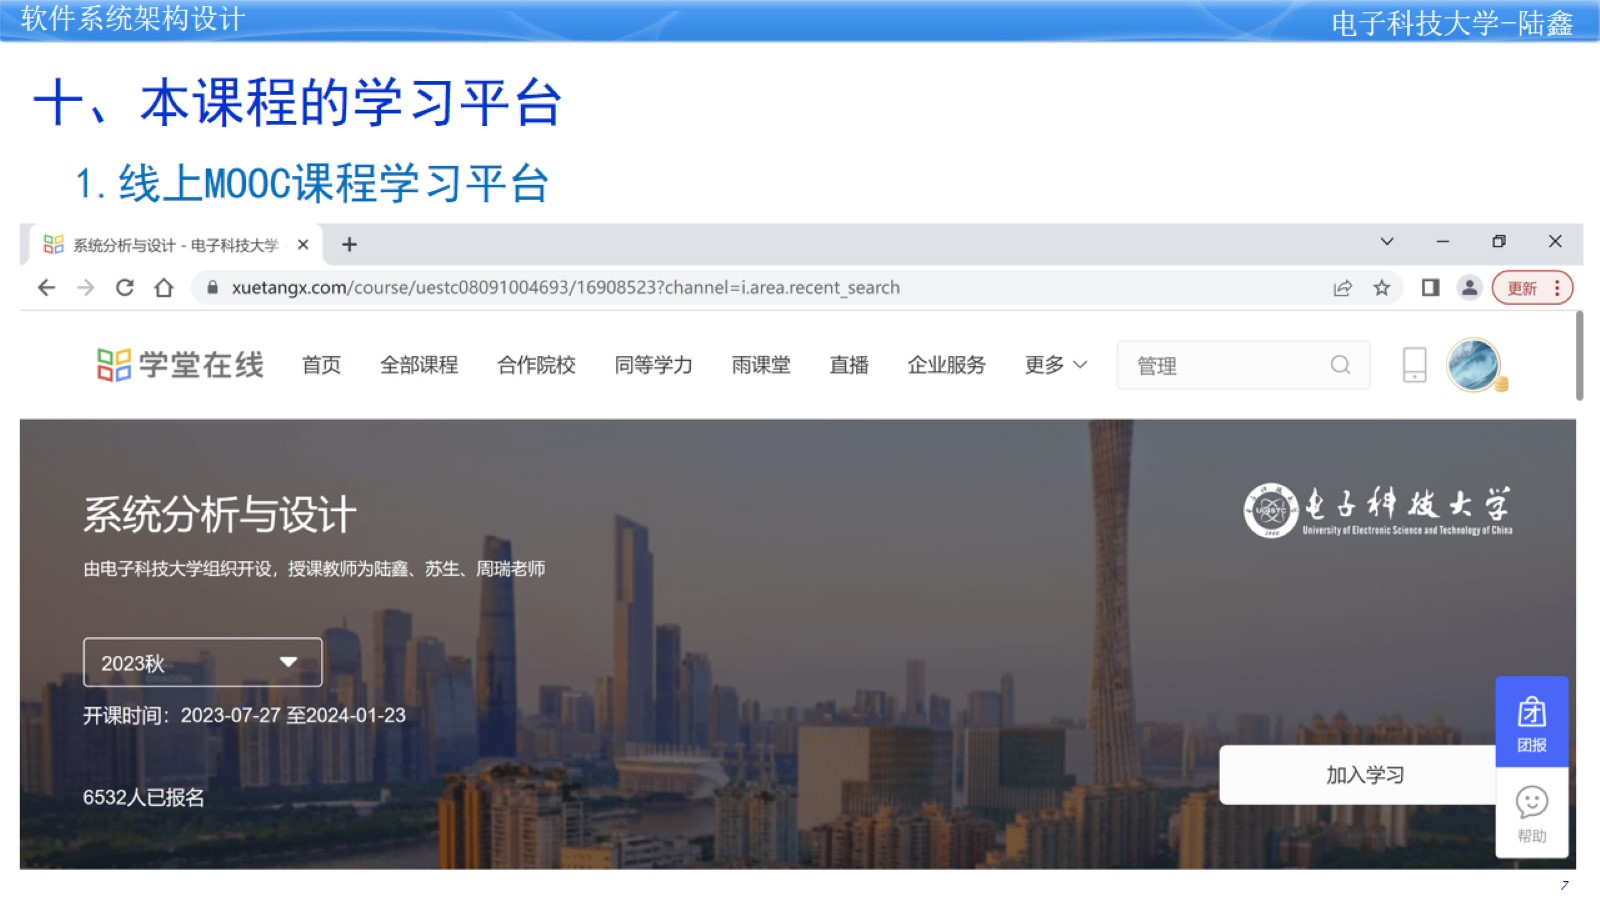 软件系统架构设计
电子科技大学-陆鑫
十、本课程的学习平台
1.线上MOOC课程学习平台
系统分析与设计 - 电子科技大学
xuetangx.com/course/uestc08091004693/16908523?channel=i.area.recent_search
更新
学堂在线 首页 全部课程 合作院校 同等学力 雨课堂 直播 企业服务 更多 管理
系统分析与设计
电子科技大学
University of Electronic Science and Technology of China
由电子科技大学组织开设，授课教师为陆鑫、苏生、周瑞老师
2023秋
开课时间：2023-07-27 至2024-01-23
团报
加入学习
6532人已报名
帮助
7